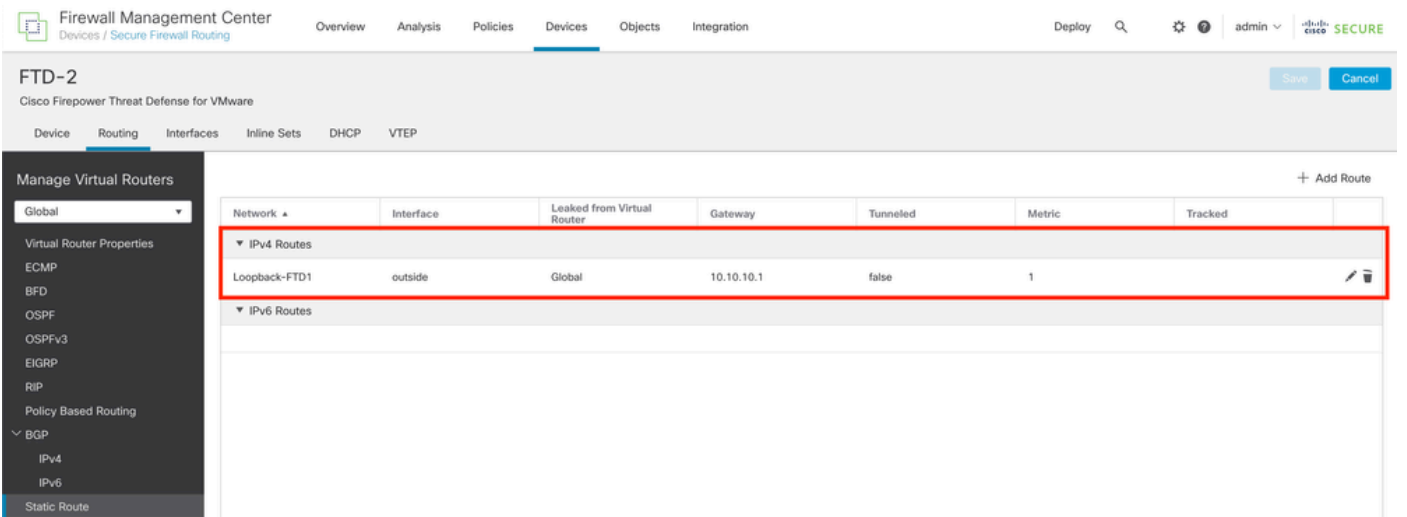 Firewall Management Center
Devices / Secure Firewall Routing
Overview Analysis Policies Devices Objects Integration Deploy admin cisco SECURE
FTD-2
Save Cancel
Cisco Firepower Threat Defense for VMware
Device Routing Interfaces Inline Sets DHCP VTEP
Manage Virtual Routers
+ Add Route
Global
Network Interface Leaked from Virtual Router Gateway Tunneled Metric Tracked
Virtual Router Properties
IPv4 Routes
ECMP
Loopback-FTD1 outside Global 10.10.10.1 false 1
BFD
OSPF
IPv6 Routes
OSPFv3
EIGRP
RIP
Policy Based Routing
BGP
IPv4
IPv6
Static Route